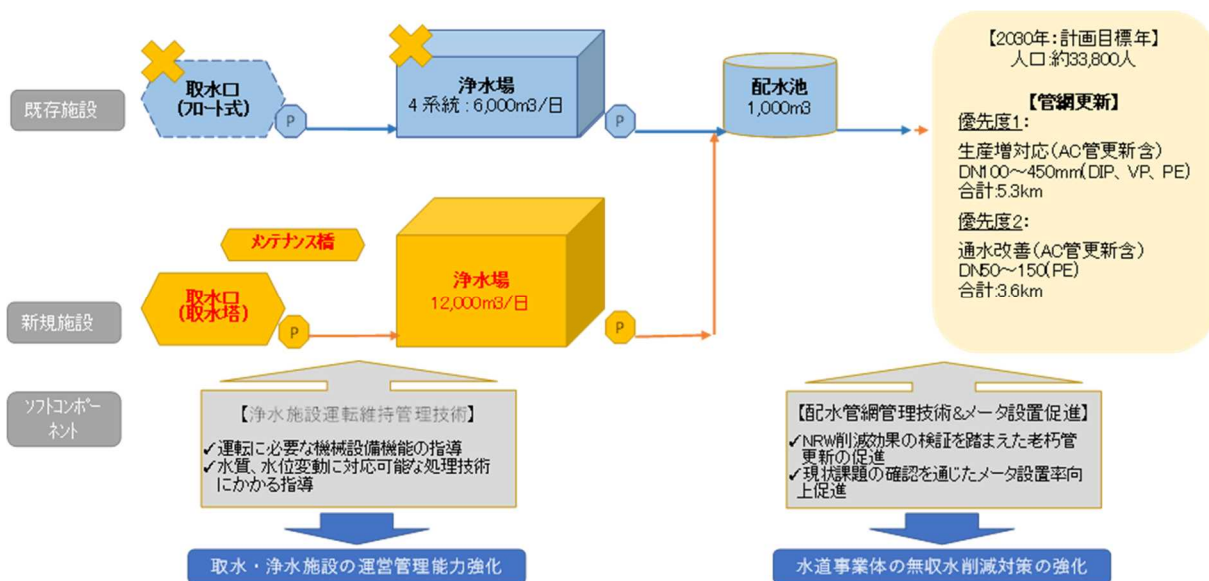 既存施設
取水口
(フロート式)
P
浄水場
4 系統：6,000m3/日
P
配水池
1,000m3
【2030年：計画目標年】
人口:約33,800人
【管網更新】
優先度1:
生産増対応(AC管更新含)
DN100～450mm(DIP、VP、PE)
合計:5.3km
優先度2:
通水改善(AC管更新含)
DN50～150(PE)
合計:3.6km
新規施設
メンテナンス橋
取水口
(取水塔)
P
浄水場
12,000m3/日
P
ソフトコンポー
ネント
【浄水施設運転維持管理技術】
✓運転に必要な機械設備機能の指導
✓水質、水位変動に対応可能な処理技術
にかかる指導
取水・浄水施設の運営管理能力強化
【配水管網管理技術&メータ設置促進】
✓NRW削減効果の検証を踏まえた老朽管
更新の促進
✓現状課題の確認を通じたメータ設置率向
上促進
水道事業体の無収水削減対策の強化